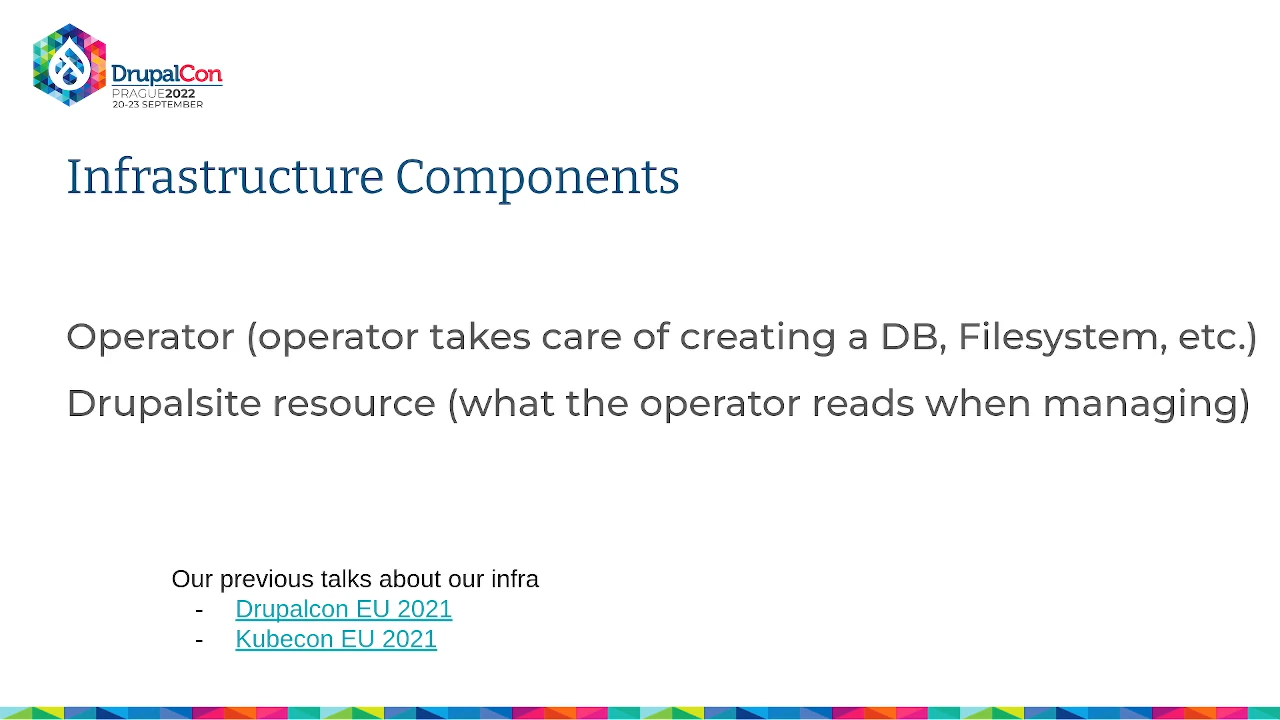 DrupalCon
PRAGUE2022
20-23 SEPTEMBER
Infrastructure Components
Operator (operator takes care of creating a DB, Filesystem, etc.)
Drupalsite resource (what the operator reads when managing)
Our previous talks about our infra
- Drupalcon EU 2021
- Kubecon EU 2021